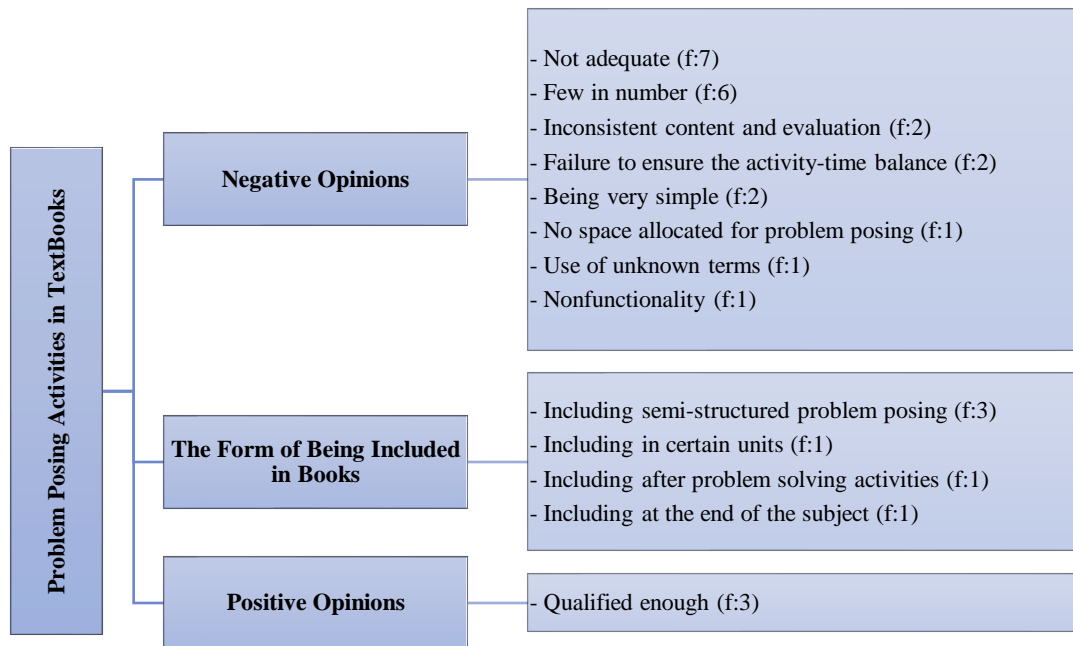 Problem Posing Activities in TextBooks
Negative Opinions
- Not adequate (f:7)
- Few in number (f:6)
- Inconsistent content and evaluation (f:2)
- Failure to ensure the activity-time balance (f:2)
- Being very simple (f:2)
- No space allocated for problem posing (f:1)
- Use of unknown terms (f:1)
- Nonfunctionality (f:1)
The Form of Being Included
in Books
- Including semi-structured problem posing (f:3)
- Including in certain units (f:1)
- Including after problem solving activities (f:1)
- Including at the end of the subject (f:1)
Positive Opinions
- Qualified enough (f:3)